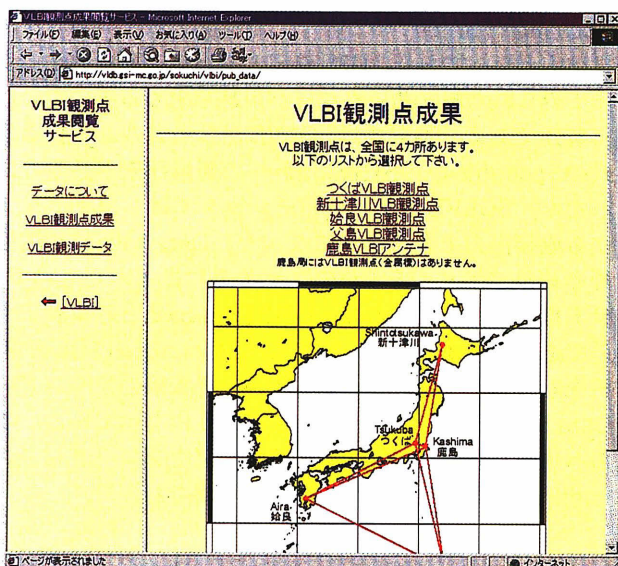 VLBI観測点成果閲覧サービス - Microsoft Internet Explorer
ファイル(F) 編集(E) 表示(V) お気に入り(A) ツール(T) ヘルプ(H)
アドレス(D) http://vldb.gsi-mc.go.jp/sokuchi/vlbi/pub_data/
VLBI観測点
成果閲覧
サービス
データについて
VLBI観測点成果
VLBI観測データ
[VLBI]
VLBI観測点成果
VLBI観測点は、全国に4カ所あります。
以下のリストから選択して下さい。
つくばVLBI観測点
新十津川VLBI観測点
姶良VLBI観測点
父島VLBI観測点
鹿島VLBIアンテナ
鹿島局にはVLBI観測点(金属標)はありません。
Shintotsukawa
新十津川
Tsukuba
つくば
Kashima
鹿島
Aira
姶良
ページが表示されました
インターネット